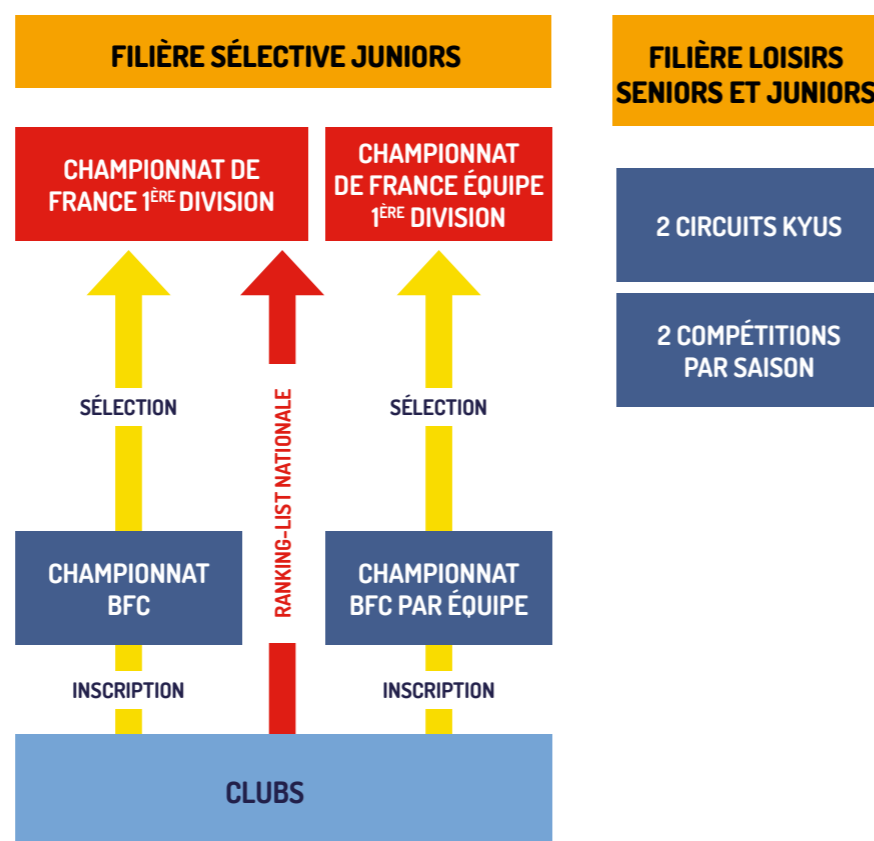 FILIÈRE SÉLECTIVE JUNIORS
CHAMPIONNAT DE
FRANCE 1ÈRE DIVISION
CHAMPIONNAT
DE FRANCE ÉQUIPE
1ÈRE DIVISION
SÉLECTION
RANKING-LIST NATIONALE
SÉLECTION
CHAMPIONNAT
BFC
CHAMPIONNAT
BFC PAR ÉQUIPE
INSCRIPTION
INSCRIPTION
CLUBS
FILIÈRE LOISIRS
SENIORS ET JUNIORS
2 CIRCUITS KYUS
2 COMPÉTITIONS
PAR SAISON